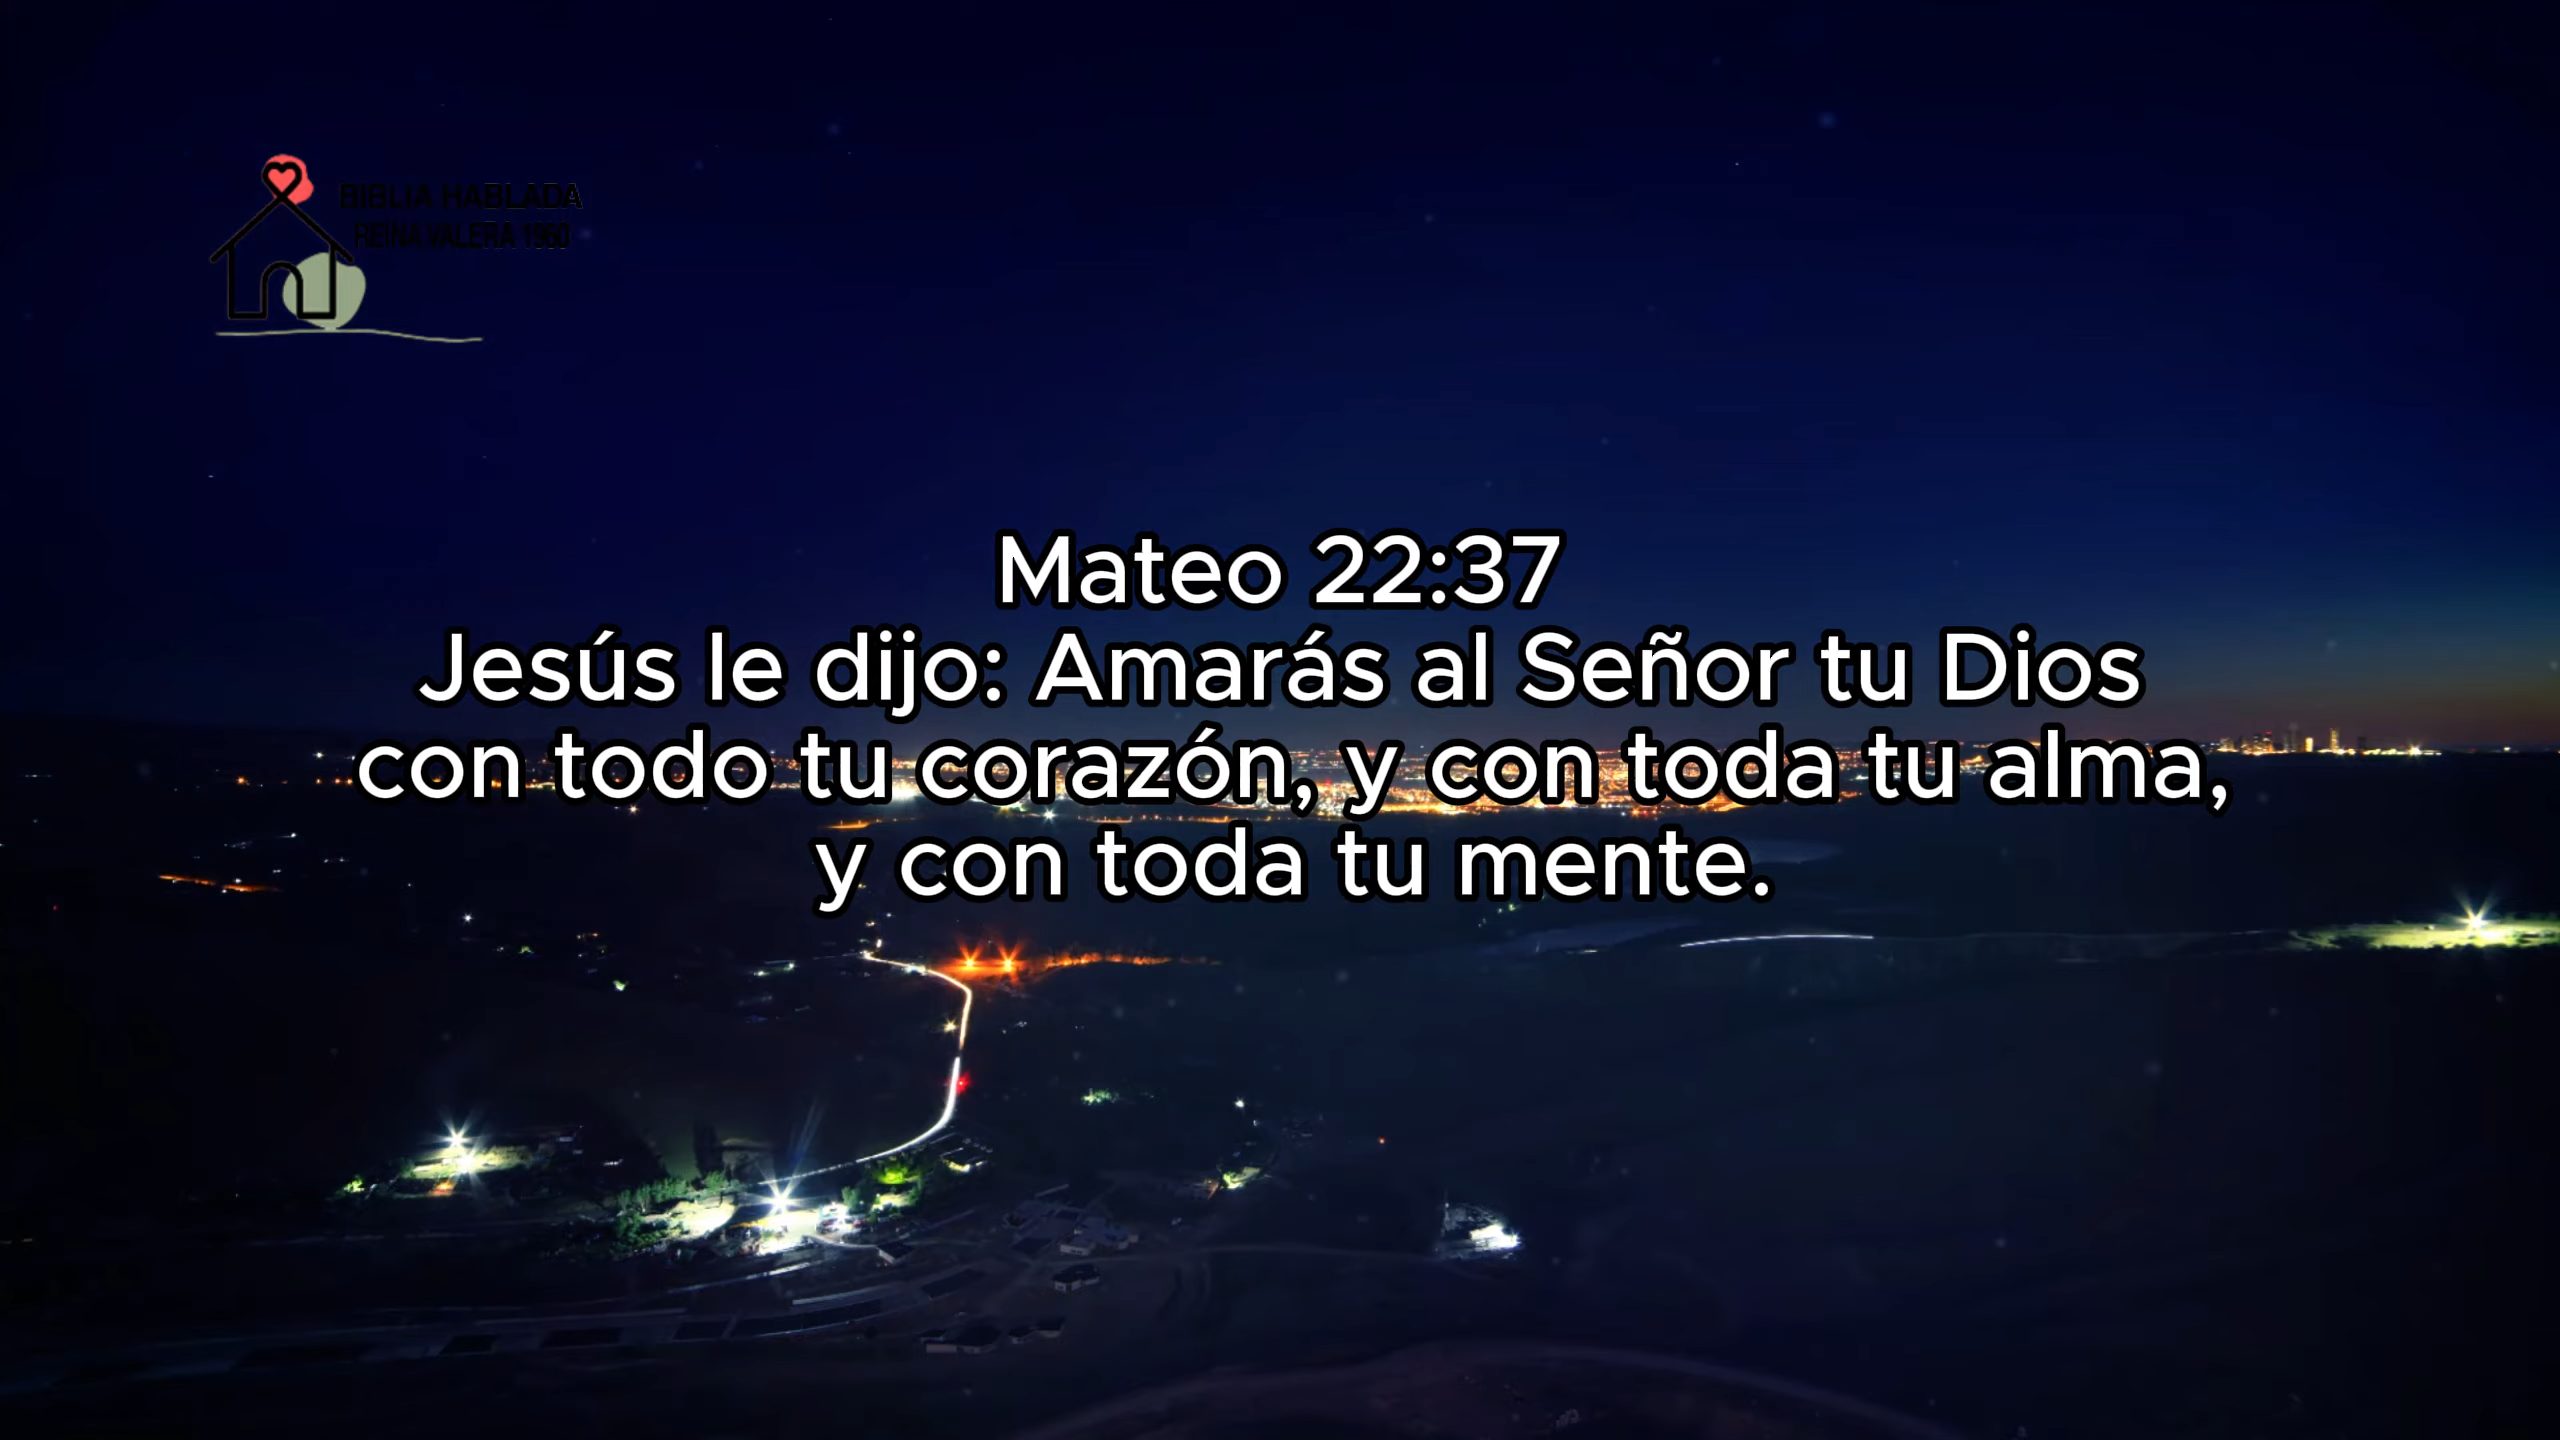 BIBLIA HABLADA
REINA VALERA 1960
Mateo 22:37
Jesús le dijo: Amarás al Señor tu Dios
con todo tu corazón, y con toda tu alma,
y con toda tu mente.